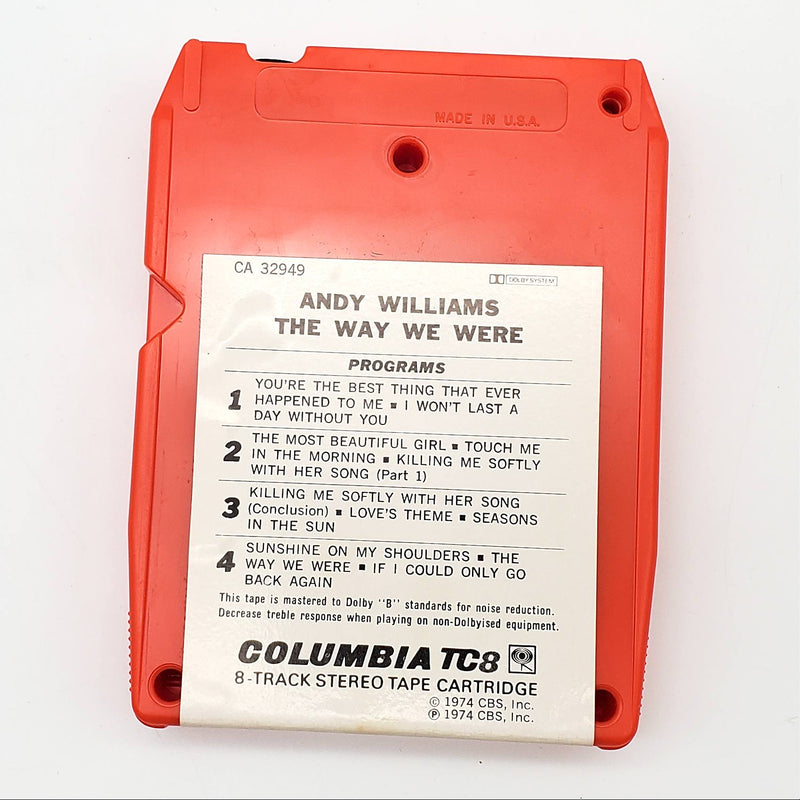 MADE IN U.S.A.
CA 32949
DOLBY SYSTEM
ANDY WILLIAMS
THE WAY WE WERE
PROGRAMS
1 YOU'RE THE BEST THING THAT EVER
HAPPENED TO ME ■ I WON'T LAST A
DAY WITHOUT YOU
2 THE MOST BEAUTIFUL GIRL ■ TOUCH ME
IN THE MORNING ■ KILLING ME SOFTLY
WITH HER SONG (Part 1)
3 KILLING ME SOFTLY WITH HER SONG
(Conclusion) ■ LOVE'S THEME ■ SEASONS
IN THE SUN
4 SUNSHINE ON MY SHOULDERS ■ THE
WAY WE WERE ■ IF I COULD ONLY GO
BACK AGAIN
This tape is mastered to Dolby ''B'' standards for noise reduction.
Decrease treble response when playing on non-Dolbyised equipment.
COLUMBIA TC8
8-TRACK STEREO TAPE CARTRIDGE
© 1974 CBS, Inc.
℗ 1974 CBS, Inc.